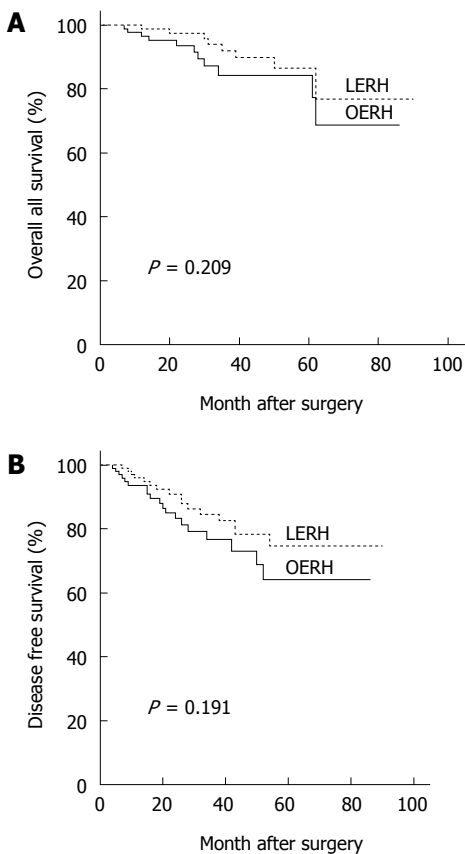 A
100
80
60
40
20
0
Overall all survival (%)
LERH
OERH
P = 0.209
0 20 40 60 80 100
Month after surgery
B
100
80
60
40
20
0
Disease free survival (%)
LERH
OERH
P = 0.191
0 20 40 60 80 100
Month after surgery